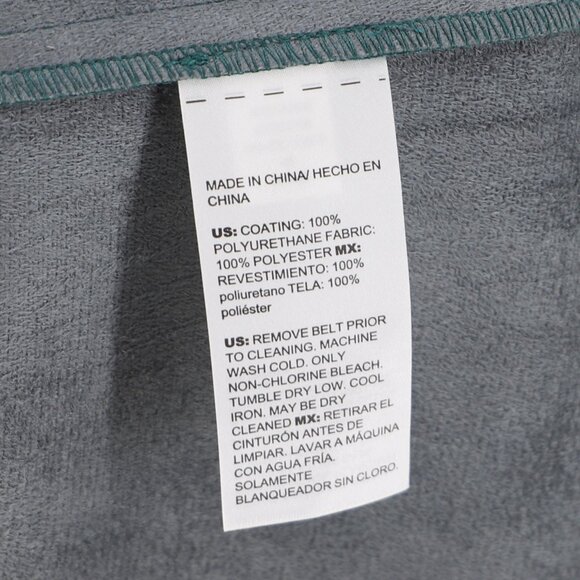 MADE IN CHINA/ HECHO EN
CHINA
US: COATING: 100%
POLYURETHANE FABRIC:
100% POLYESTER MX:
REVESTIMIENTO: 100%
poliuretano TELA: 100%
poliéster
US: REMOVE BELT PRIOR
TO CLEANING. MACHINE
WASH COLD. ONLY
NON-CHLORINE BLEACH.
TUMBLE DRY LOW. COOL
IRON. MAY BE DRY
CLEANED MX: RETIRAR EL
CINTURÓN ANTES DE
LIMPIAR. LAVAR A MÁQUINA
CON AGUA FRÍA.
SOLAMENTE
BLANQUEADOR SIN CLORO.